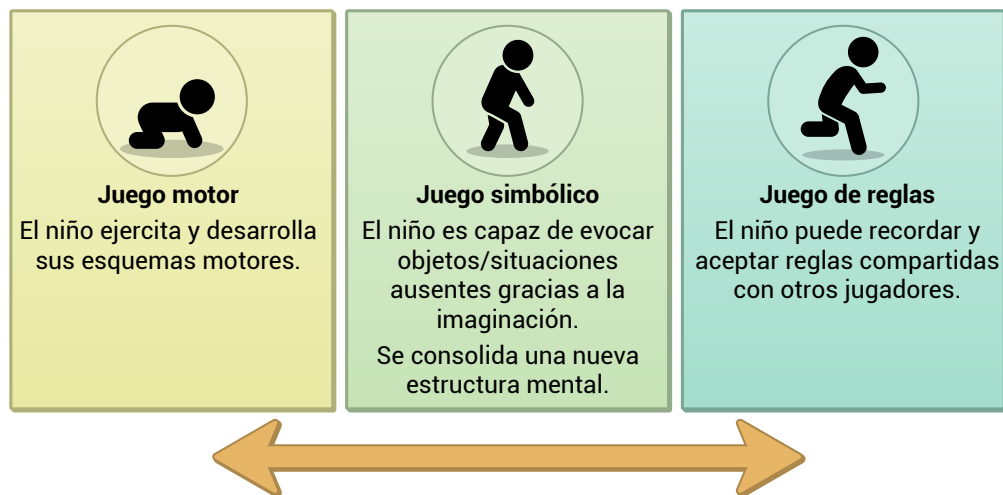 Juego motor
El niño ejercita y desarrolla
sus esquemas motores.
Juego simbólico
El niño es capaz de evocar
objetos/situaciones
ausentes gracias a la
imaginación.
Se consolida una nueva
estructura mental.
Juego de reglas
El niño puede recordar y
aceptar reglas compartidas
con otros jugadores.